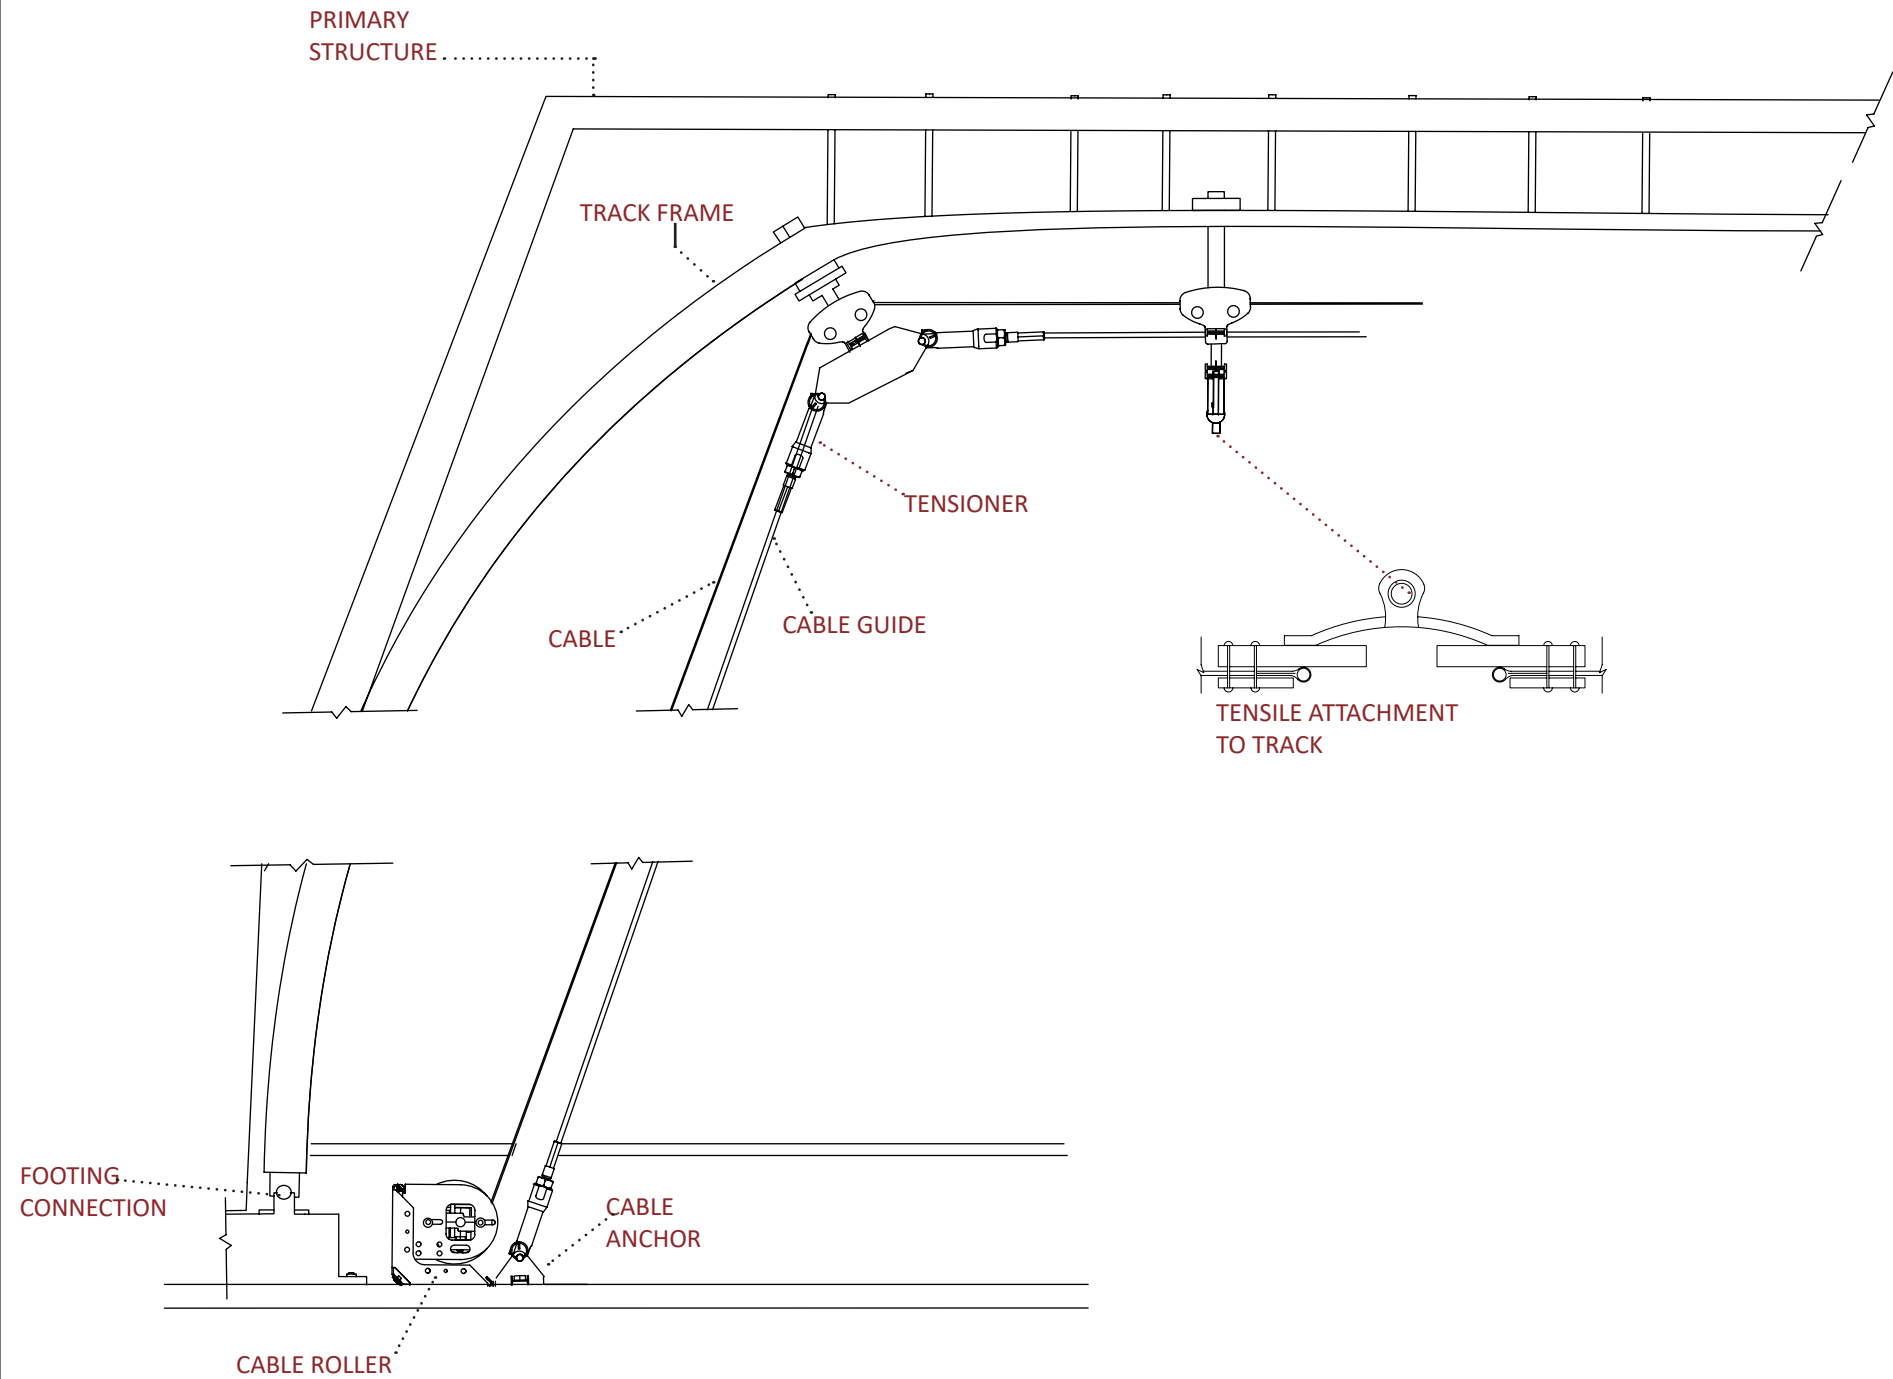 PRIMARY
STRUCTURE
TRACK FRAME
TENSIONER
CABLE GUIDE
CABLE
TENSILE ATTACHMENT
TO TRACK
FOOTING
CONNECTION
CABLE
ANCHOR
CABLE ROLLER